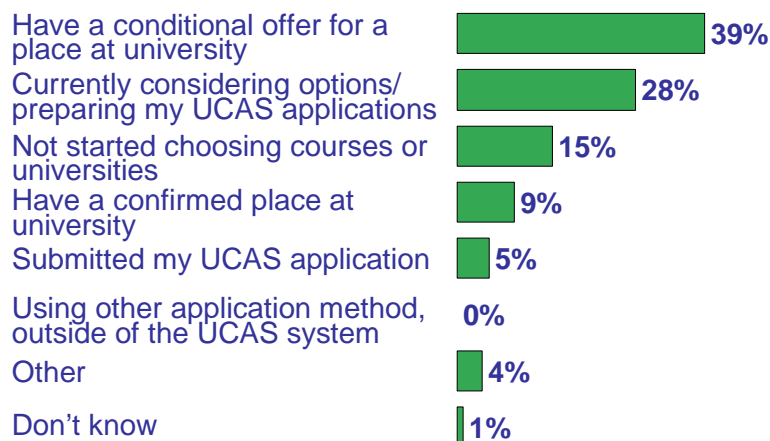 Have a conditional offer for a
place at university
39%
Currently considering options/
preparing my UCAS applications
28%
Not started choosing courses or
universities
15%
Have a confirmed place at
university
9%
Submitted my UCAS application
5%
Using other application method,
outside of the UCAS system
0%
Other
4%
Don’t know
1%